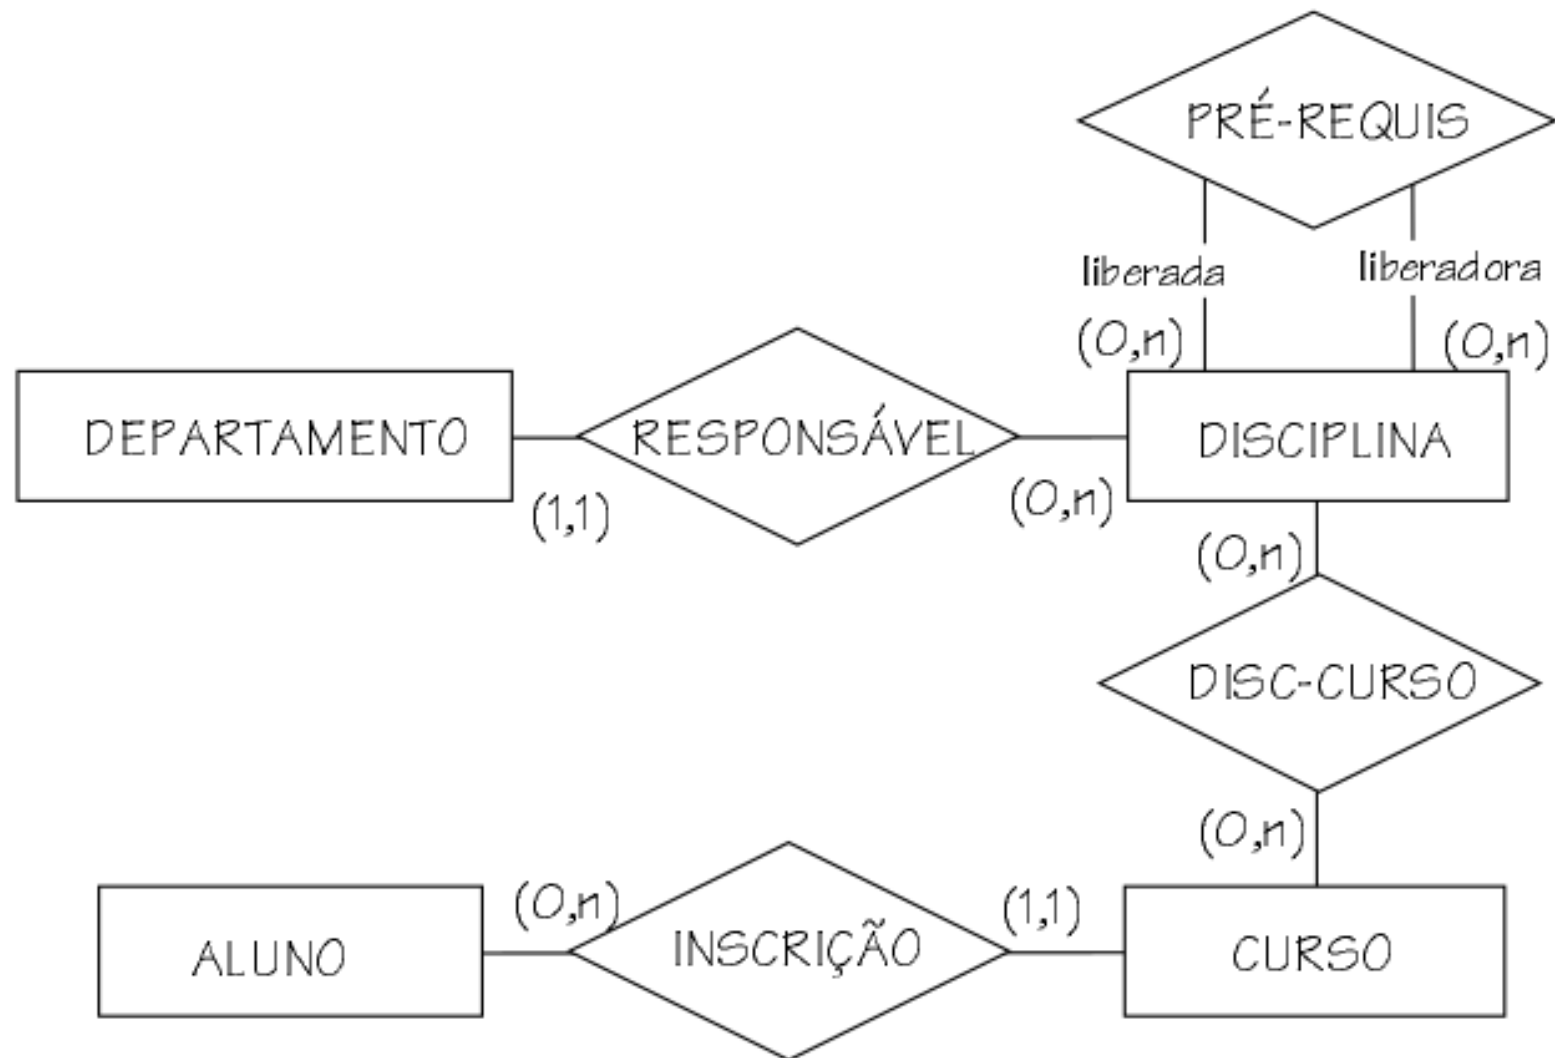 PRÉ-REQUIS
liberada
liberadora
(0,n)
(0,n)
DEPARTAMENTO
RESPONSÁVEL
DISCIPLINA
(1,1)
(0,n)
(0,n)
DISC-CURSO
(0,n)
(0,n)
(1,1)
ALUNO
INSCRIÇÃO
CURSO